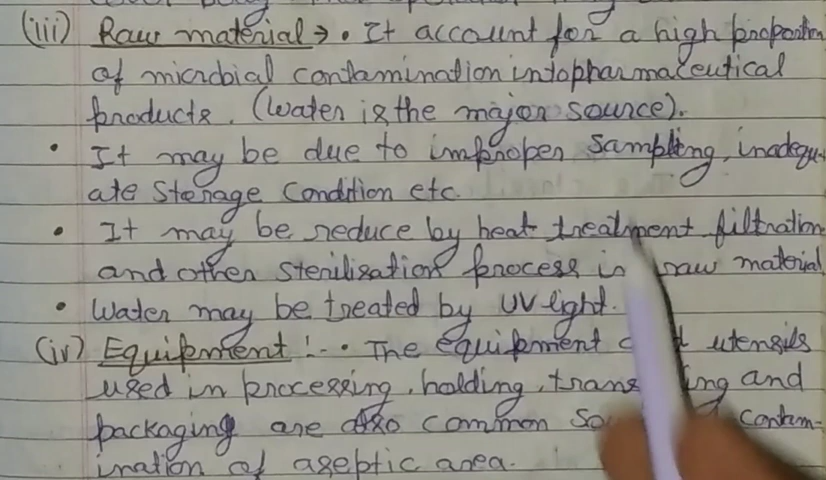 (iii) Raw material → • It account for a high proportion
of microbial contamination into pharmaceutical
products. (Water is the major source).
• It may be due to improper sampling, inadequ-
ate storage condition etc.
• It may be reduce by heat treatment filtration
and other sterilization process in raw material
• Water may be treated by UV light.
(iv) Equipment :- • The equipment utensils
used in processing, holding, and
packaging are also common contam-
ination of aseptic area.